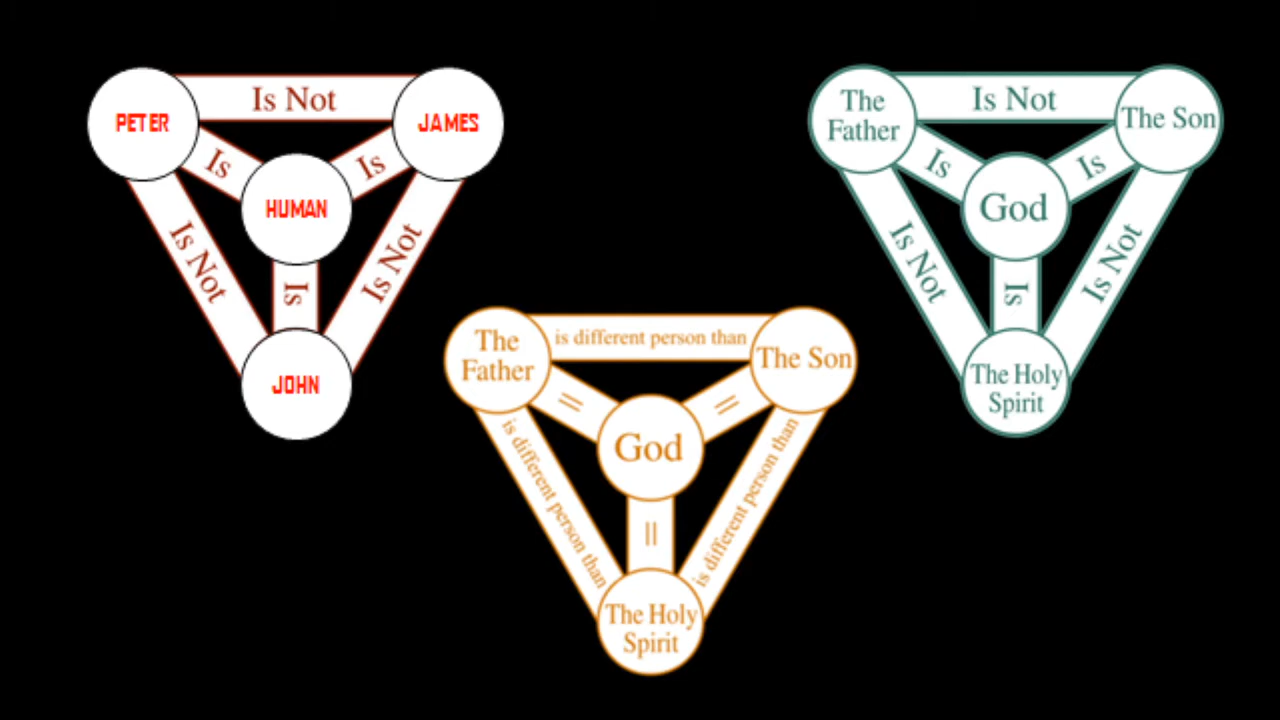 PETER
Is Not
JAMES
Is
Is
HUMAN
Is Not
Is Not
Is
JOHN
The
Father
Is Not
The Son
Is
Is
God
Is Not
Is Not
Is
The Holy
Spirit
The
Father
is different person than
The Son
=
=
God
is different person than
is different person than
=
The Holy
Spirit